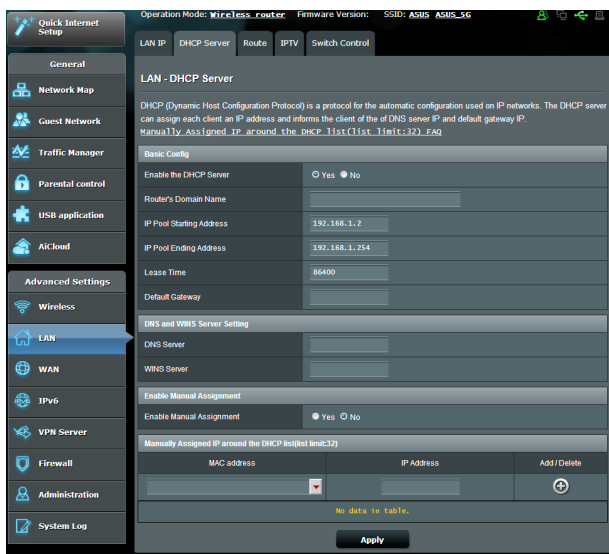 Quick Internet Setup
Operation Mode: Wireless router Firmware Version: SSID: ASUS ASUS_5G
LAN IP DHCP Server Route IPTV Switch Control
General
Network Map
Guest Network
Traffic Manager
Parental control
USB application
AiCloud
Advanced Settings
Wireless
LAN
WAN
IPv6
VPN Server
Firewall
Administration
System Log
LAN - DHCP Server
DHCP (Dynamic Host Configuration Protocol) is a protocol for the automatic configuration used on IP networks. The DHCP server
can assign each client an IP address and informs the client of the of DNS server IP and default gateway IP.
Manually Assigned IP around the DHCP list(list limit:32) FAQ
Basic Config
Enable the DHCP Server Yes No
Router's Domain Name
IP Pool Starting Address 192.168.1.2
IP Pool Ending Address 192.168.1.254
Lease Time 86400
Default Gateway
DNS and WINS Server Setting
DNS Server
WINS Server
Enable Manual Assignment
Enable Manual Assignment Yes No
Manually Assigned IP around the DHCP list(list limit:32)
MAC address IP Address Add / Delete
No data in table.
Apply